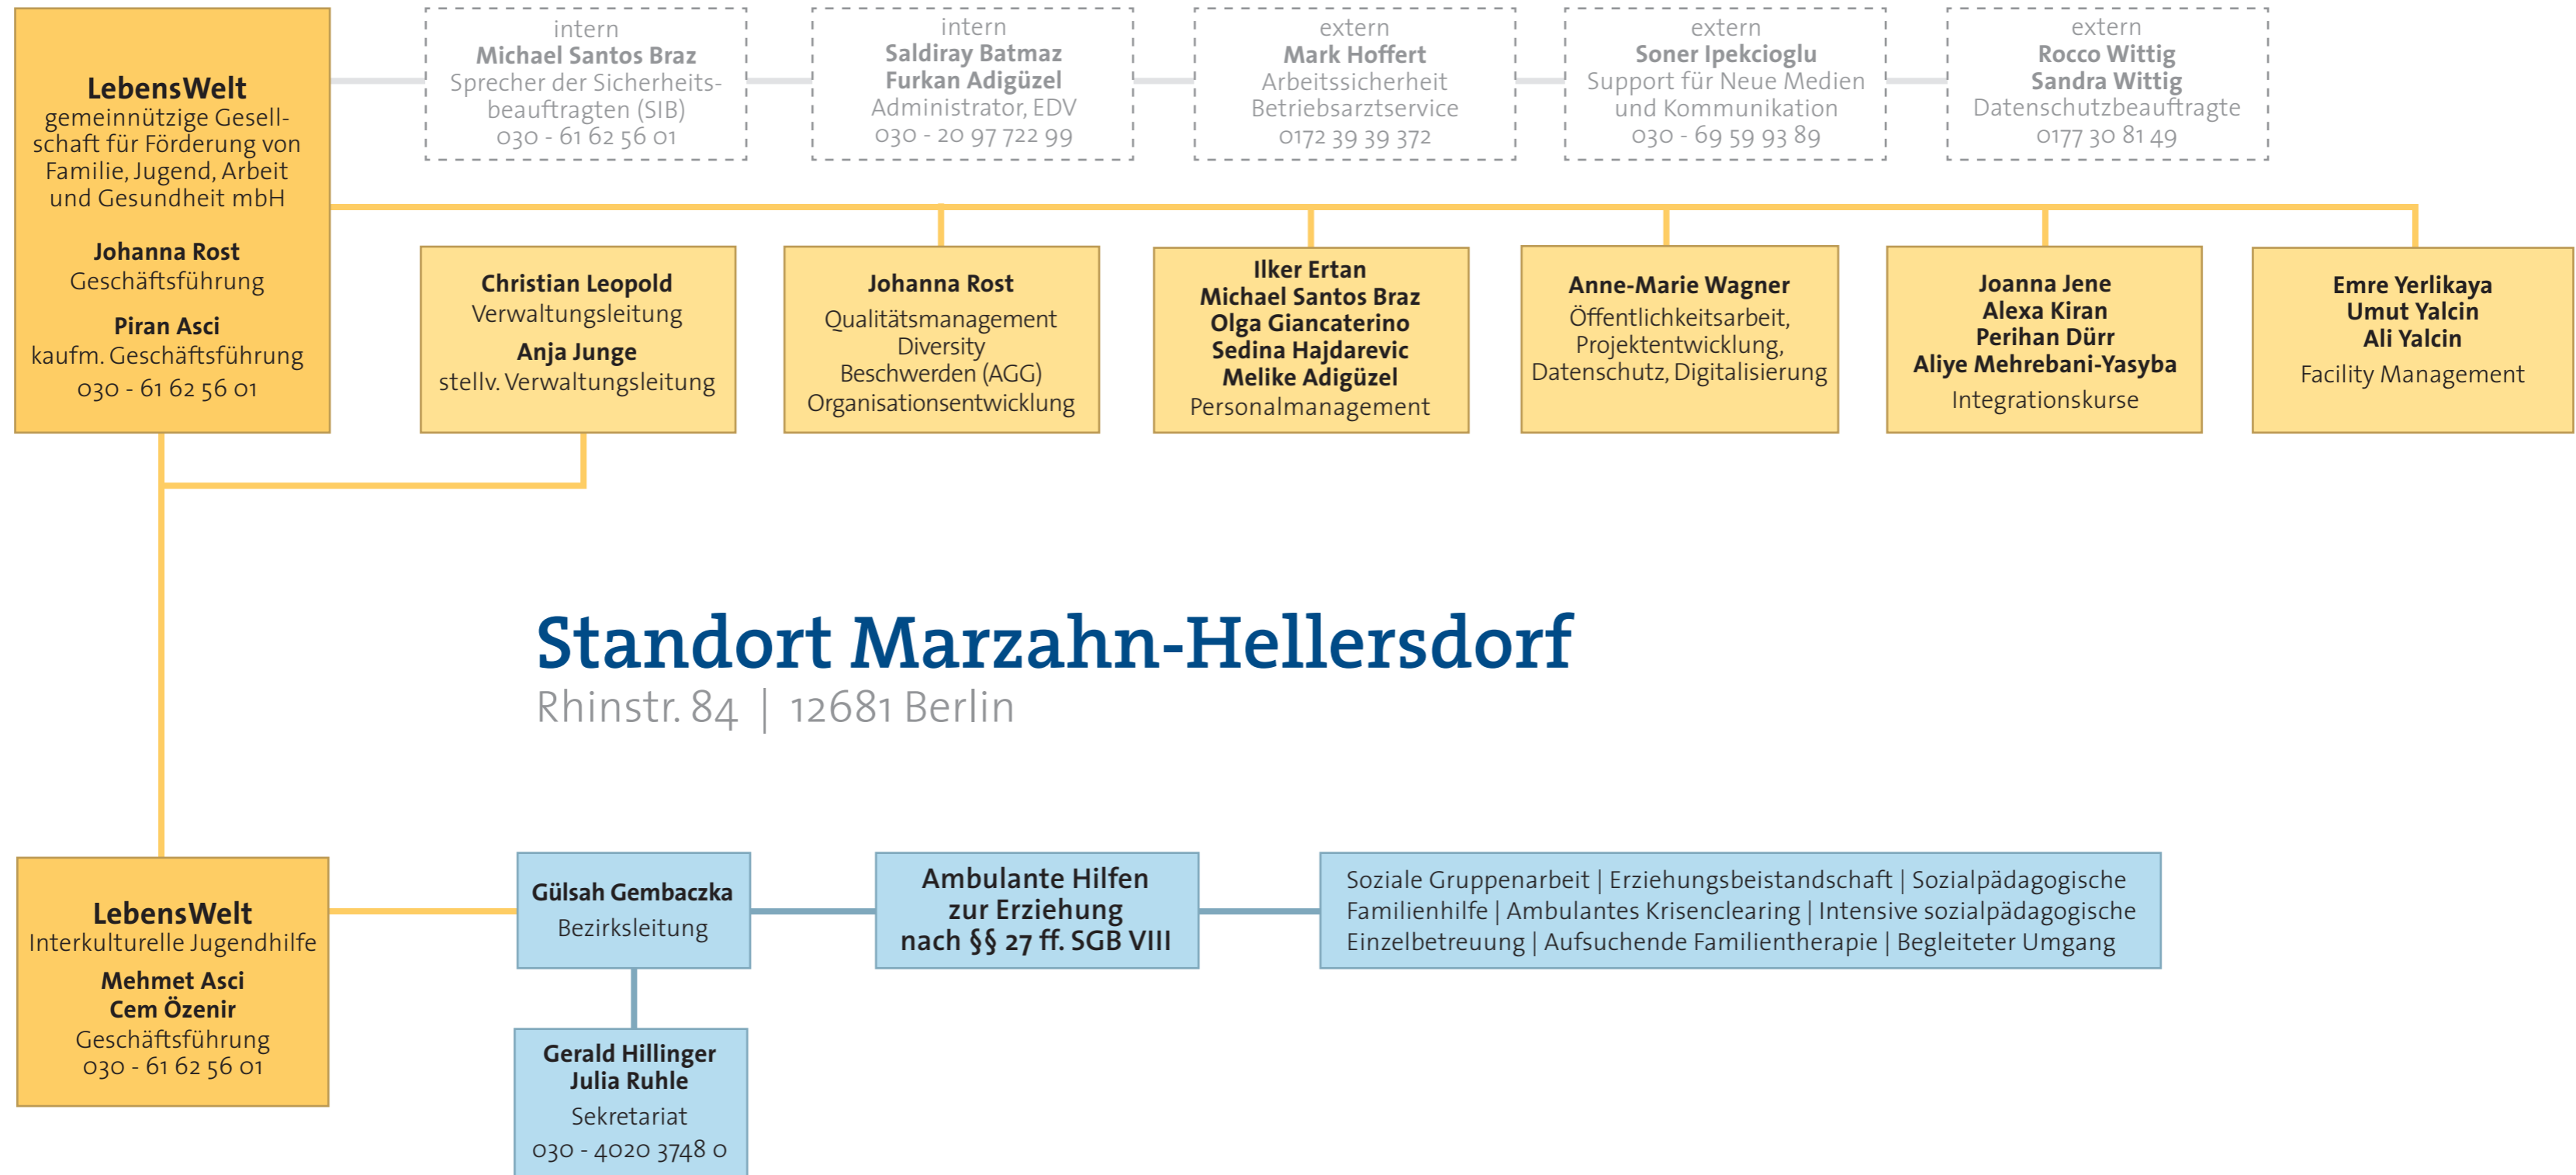 LebensWelt
gemeinnützige Gesell-
schaft für Förderung von
Familie, Jugend, Arbeit
und Gesundheit mbH
Johanna Rost
Geschäftsführung
Piran Asci
kaufm. Geschäftsführung
030 - 61 62 56 01
intern
Michael Santos Braz
Sprecher der Sicherheits-
beauftragten (SIB)
030 - 61 62 56 01
intern
Saldiray Batmaz
Furkan Adigüzel
Administrator, EDV
030 - 20 97 722 99
extern
Mark Hoffert
Arbeitssicherheit
Betriebsarztservice
0172 39 39 372
extern
Soner Ipekcioglu
Support für Neue Medien
und Kommunikation
030 - 69 59 93 89
extern
Rocco Wittig
Sandra Wittig
Datenschutzbeauftragte
0177 30 81 49
Christian Leopold
Verwaltungsleitung
Anja Junge
stellv. Verwaltungsleitung
Johanna Rost
Qualitätsmanagement
Diversity
Beschwerden (AGG)
Organisationsentwicklung
Ilker Ertan
Michael Santos Braz
Olga Giancaterino
Sedina Hajdarevic
Melike Adigüzel
Personalmanagement
Anne-Marie Wagner
Öffentlichkeitsarbeit,
Projektentwicklung,
Datenschutz, Digitalisierung
Joanna Jene
Alexa Kiran
Perihan Dürr
Aliye Mehrebani-Yasyba
Integrationskurse
Emre Yerlikaya
Umut Yalcin
Ali Yalcin
Facility Management
Standort Marzahn-Hellersdorf
Rhinstr. 84 | 12681 Berlin
LebensWelt
Interkulturelle Jugendhilfe
Mehmet Asci
Cem Özenir
Geschäftsführung
030 - 61 62 56 01
Gülsah Gembaczka
Bezirksleitung
Ambulante Hilfen
zur Erziehung
nach §§ 27 ff. SGB VIII
Soziale Gruppenarbeit | Erziehungsbeistandschaft | Sozialpädagogische
Familienhilfe | Ambulantes Krisenclearing | Intensive sozialpädagogische
Einzelbetreuung | Aufsuchende Familientherapie | Begleiteter Umgang
Gerald Hillinger
Julia Ruhle
Sekretariat
030 - 4020 3748 0